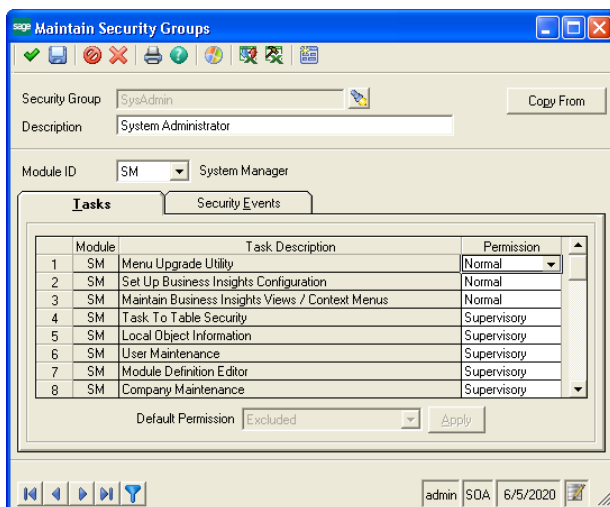 sage Maintain Security Groups
Security Group SysAdmin Copy From
Description System Administrator
Module ID SM System Manager
Tasks Security Events
Module Task Description Permission
1 SM Menu Upgrade Utility Normal
2 SM Set Up Business Insights Configuration Normal
3 SM Maintain Business Insights Views / Context Menus Normal
4 SM Task To Table Security Supervisory
5 SM Local Object Information Supervisory
6 SM User Maintenance Supervisory
7 SM Module Definition Editor Supervisory
8 SM Company Maintenance Supervisory
Default Permission Excluded Apply
admin SOA 6/5/2020